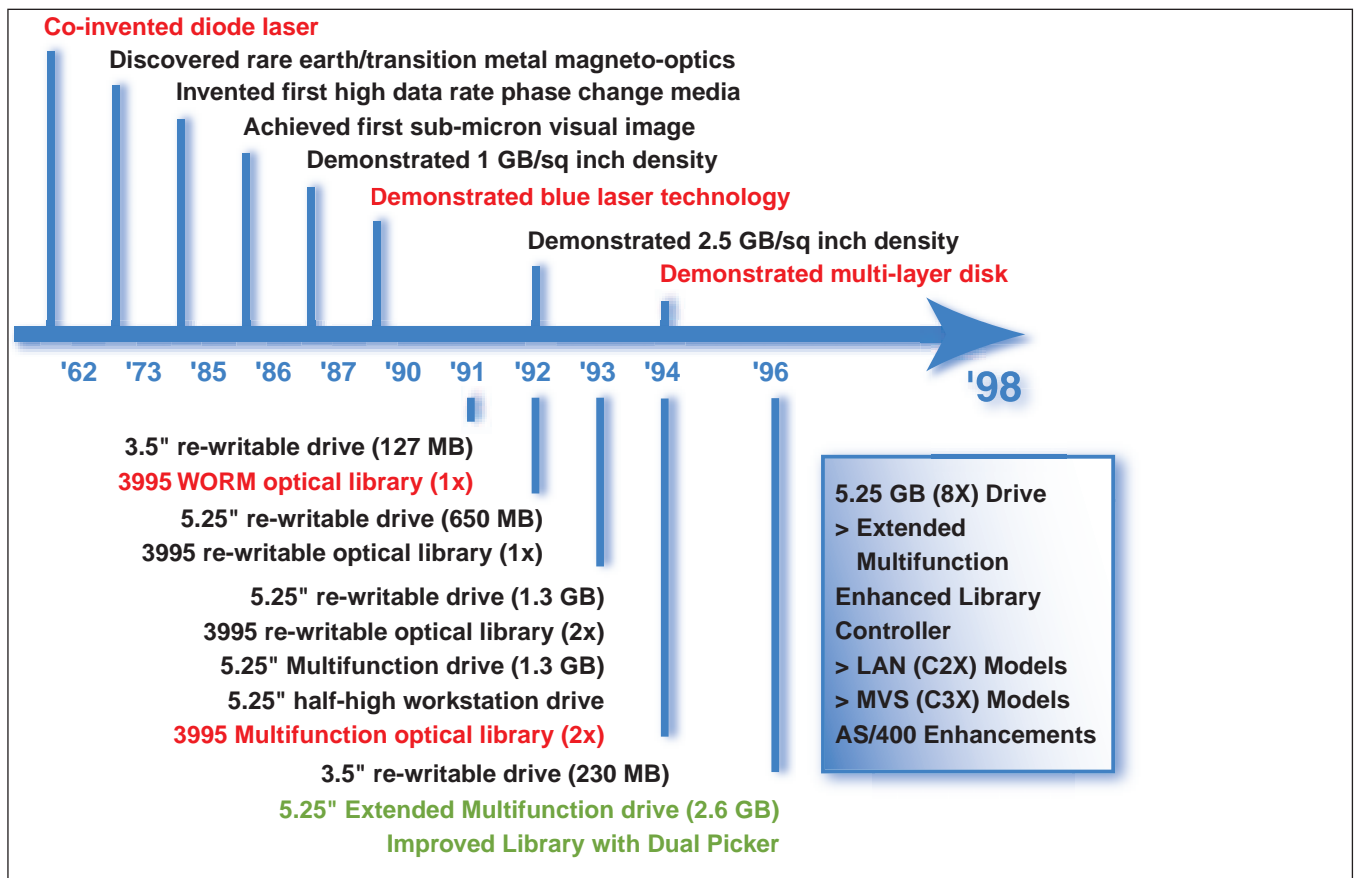 Co-invented diode laser
Discovered rare earth/transition metal magneto-optics
Invented first high data rate phase change media
Achieved first sub-micron visual image
Demonstrated 1 GB/sq inch density
Demonstrated blue laser technology
Demonstrated 2.5 GB/sq inch density
Demonstrated multi-layer disk
'62 '73 '85 '86 '87 '90 '91 '92 '93 '94 '96 '98
3.5" re-writable drive (127 MB)
3995 WORM optical library (1x)
5.25" re-writable drive (650 MB)
3995 re-writable optical library (1x)
5.25" re-writable drive (1.3 GB)
3995 re-writable optical library (2x)
5.25" Multifunction drive (1.3 GB)
5.25" half-high workstation drive
3995 Multifunction optical library (2x)
3.5" re-writable drive (230 MB)
5.25" Extended Multifunction drive (2.6 GB)
Improved Library with Dual Picker
5.25 GB (8X) Drive
> Extended
Multifunction
Enhanced Library
Controller
> LAN (C2X) Models
> MVS (C3X) Models
AS/400 Enhancements